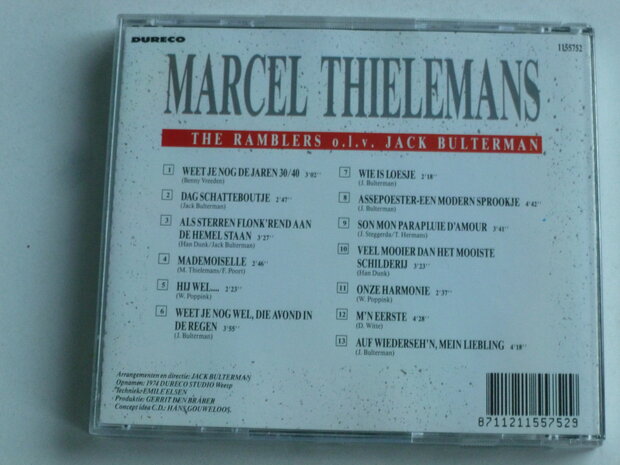 DURECO
1155752
MARCEL THIELEMANS
THE RAMBLERS o.l.v. JACK BULTERMAN
1 WEET JE NOG DE JAREN 30/40 3'02''
(Benny Vreeden)
2 DAG SCHATTEBOUTJE 2'47''
(Jack Bulterman)
3 ALS STERREN FLONK'REND AAN
DE HEMEL STAAN 3'27''
(Han Dunk/Jack Bulterman)
4 MADEMOISELLE 2'46''
(M. Thielemans/F. Poort)
5 HIJ WEL.... 2'23''
(W. Poppink)
6 WEET JE NOG WEL, DIE AVOND IN
DE REGEN 3'55''
(J. Bulterman)
7 WIE IS LOESJE 2'18''
(J. Bulterman)
8 ASSEPOESTER-EEN MODERN SPROOKJE 4'42''
(J. Bulterman)
9 SON MON PARAPLUIE D'AMOUR 3'41''
(J. Steggerda/T. Hermans)
10 VEEL MOOIER DAN HET MOOISTE
SCHILDERIJ 3'23''
(Han Dunk)
11 ONZE HARMONIE 2'37''
(W. Poppink)
12 M'N EERSTE 4'28''
(D. Witte)
13 AUF WIEDERSEH'N, MEIN LIEBLING 4'18''
(J. Bulterman)
Arrangementen en directie: JACK BULTERMAN
Opnamen: 1974 DURECO STUDIO Weesp
Techniek: EMILE ELSEN
Produktie: GERRIT DEN BRABER
Concept idea C.D.: HANS GOUWELOOS.
8711211557529